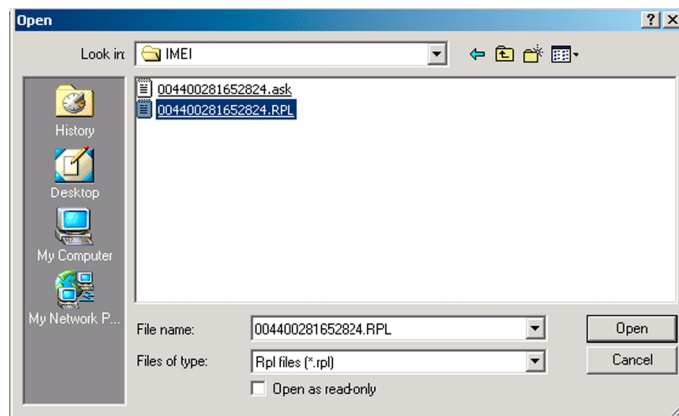 Open
Look in: IMEI
004400281652824.ask
004400281652824.RPL
History
Desktop
My Computer
My Network P...
File name: 004400281652824.RPL Open
Files of type: Rpl files (*.rpl) Cancel
Open as read-only